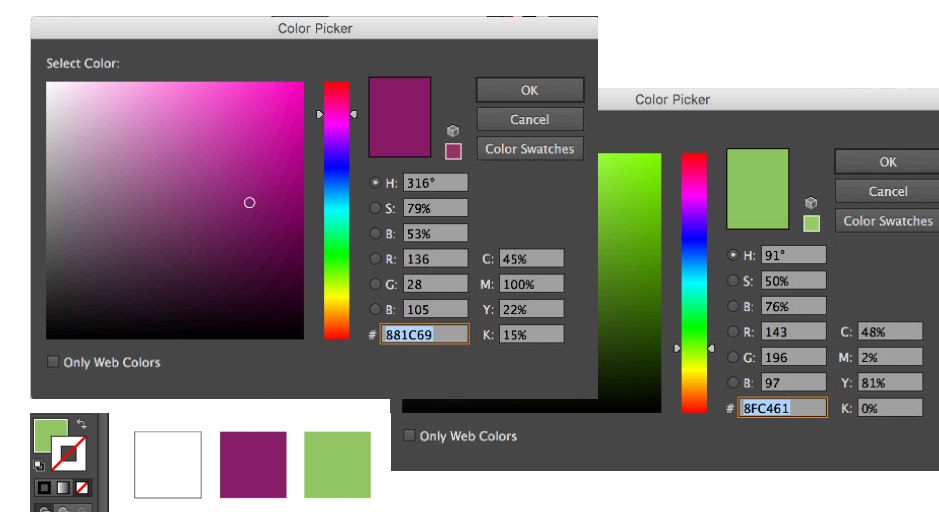 Color Picker
Select Color:
OK
Cancel
Color Swatches
H: 316°
S: 79%
B: 53%
R: 136
G: 28
B: 105
# 881C69
C: 45%
M: 100%
Y: 22%
K: 15%
Only Web Colors
Color Picker
OK
Cancel
Color Swatches
H: 91°
S: 50%
B: 76%
R: 143
G: 196
B: 97
# 8FC461
C: 48%
M: 2%
Y: 81%
K: 0%
Only Web Colors